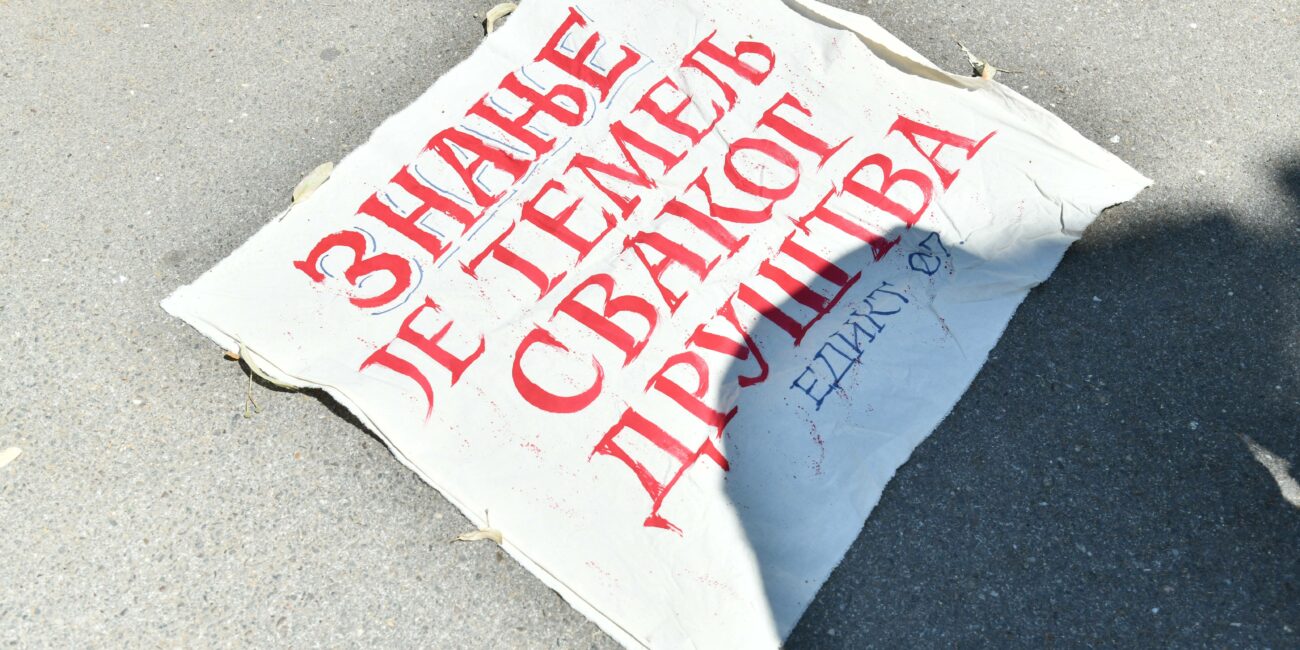 ЗНАЊЕ
ЈЕ ТЕМЕЉ
СВАКОГ
ДРУШТВА
ЕДИКТ 07.